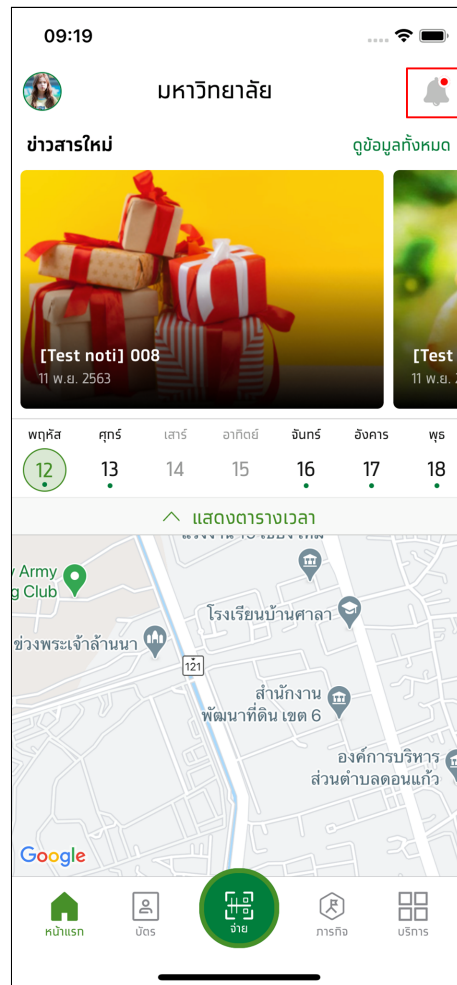 09:19
มหาวิทยาลัย
ข่าวสารใหม่
ดูข้อมูลทั้งหมด
[Test noti] 008
11 พ.ย. 2563
[Test
11 พ.ย.
พฤหัส ศุกร์ เสาร์ อาทิตย์ จันทร์ อังคาร พุธ
12 13 14 15 16 17 18
แสดงตารางเวลา
Army
g Club
โรงเรียนบ้านศาลา
ข่วงพระเจ้าล้านนา
121
สำนักงาน
พัฒนาที่ดิน เขต 6
องค์การบริหาร
ส่วนตำบลดอนแก้ว
Google
หน้าแรก บัตร จ่าย ภารกิจ บริการ